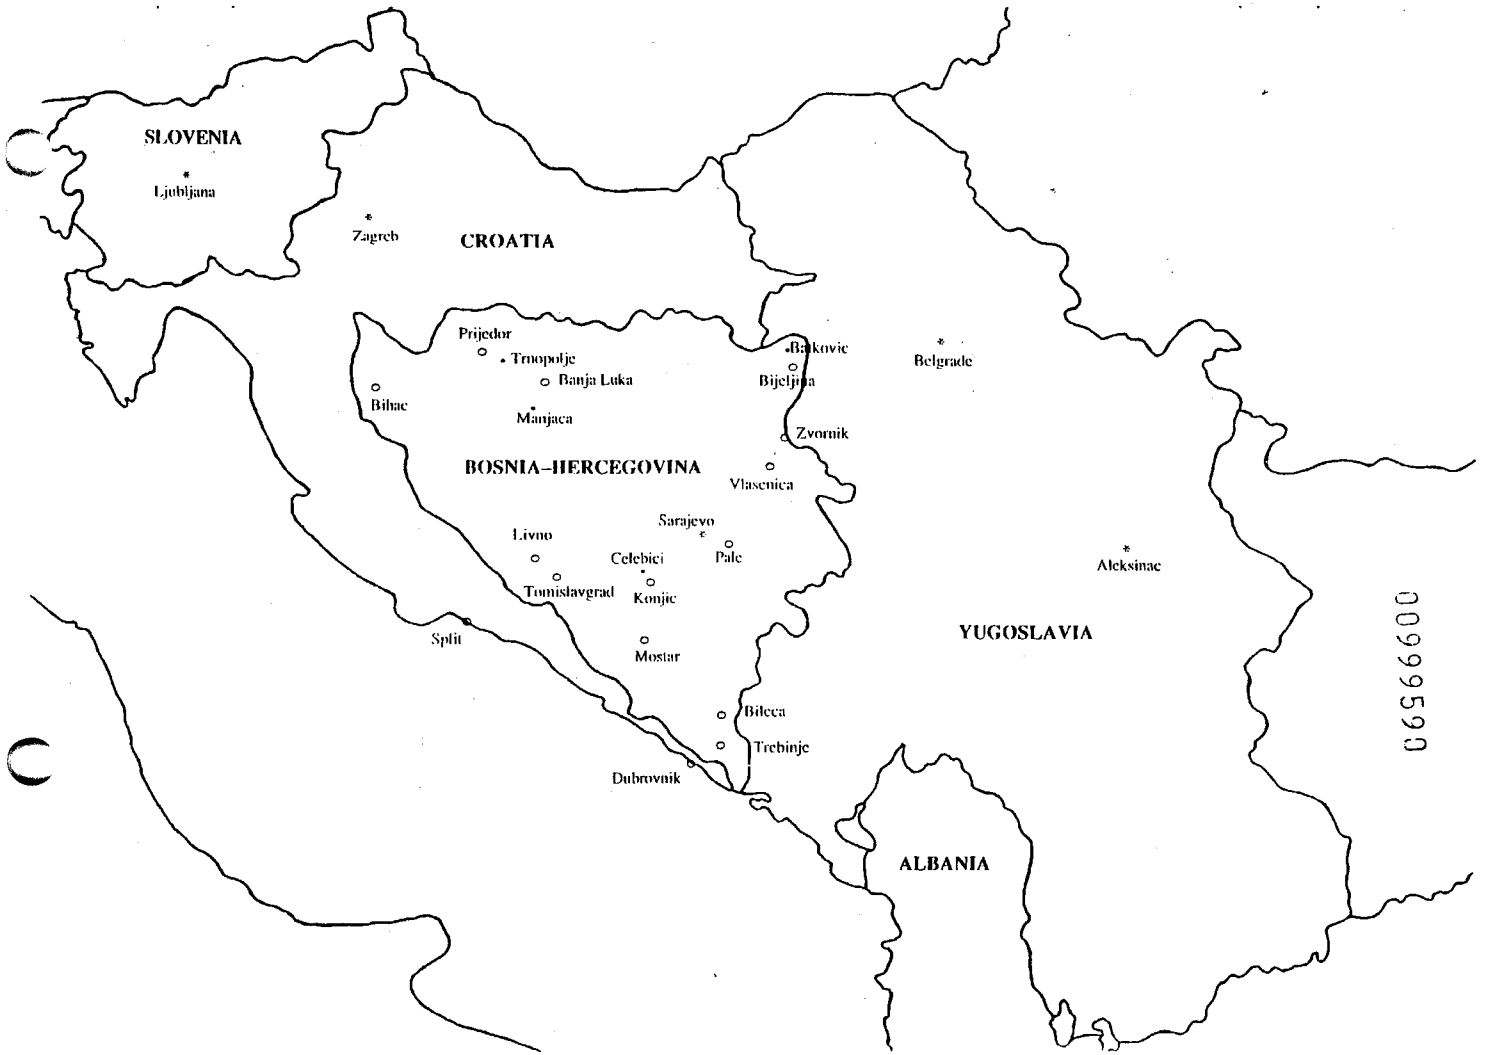 SLOVENIA
Ljubljana
Zagreb
CROATIA
Prijedor
Trnopolje
Banja Luka
Bihac
Manjaca
Batkovic
Bijeljina
Belgrade
Zvornik
BOSNIA-HERCEGOVINA
Vlasenica
Sarajevo
Livno
Celebici
Pale
Tomislavgrad
Konjic
Aleksinac
Split
Mostar
YUGOSLAVIA
Bileca
Trebinje
Dubrovnik
ALBANIA
00999590